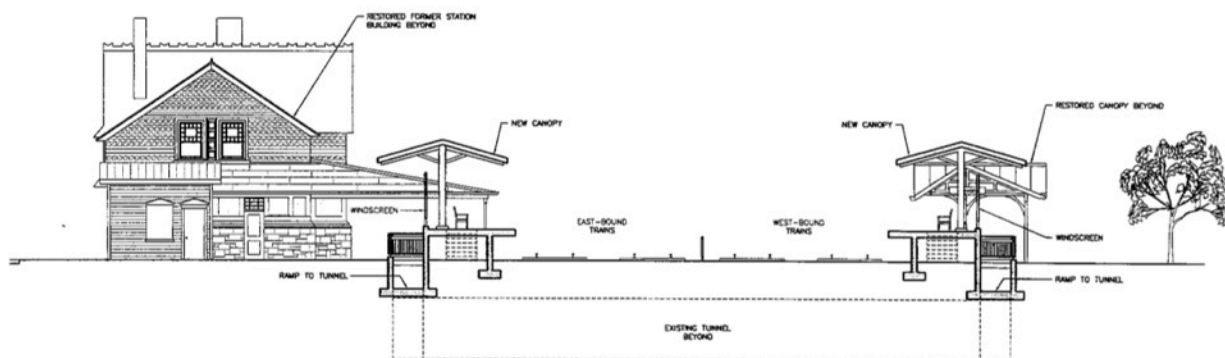 RESTORED FORMER STATION
BUILDING BEYOND
NEW CANOPY
NEW CANOPY
RESTORED CANOPY BEYOND
WINDSCREEN
EAST-BOUND
TRAINS
WEST-BOUND
TRAINS
WINDSCREEN
RAMP TO TUNNEL
RAMP TO TUNNEL
EXISTING TUNNEL
BEYOND